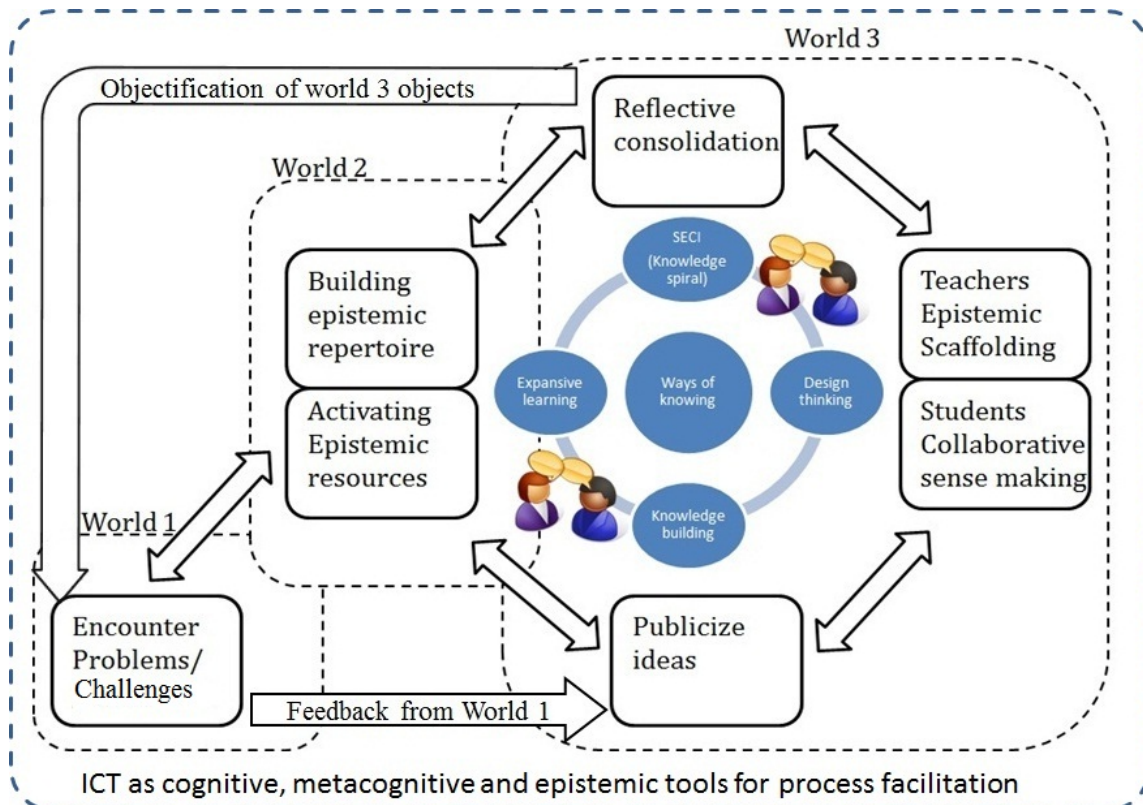 World 3
Objectification of world 3 objects
Reflective
consolidation
World 2
Building
epistemic
repertoire
Activating
Epistemic
resources
SECI
(Knowledge
spiral)
Expansive
learning
Ways of
knowing
Design
thinking
Knowledge
building
Teachers
Epistemic
Scaffolding
Students
Collaborative
sense making
World 1
Encounter
Problems/
Challenges
Feedback from World 1
Publicize
ideas
ICT as cognitive, metacognitive and epistemic tools for process facilitation